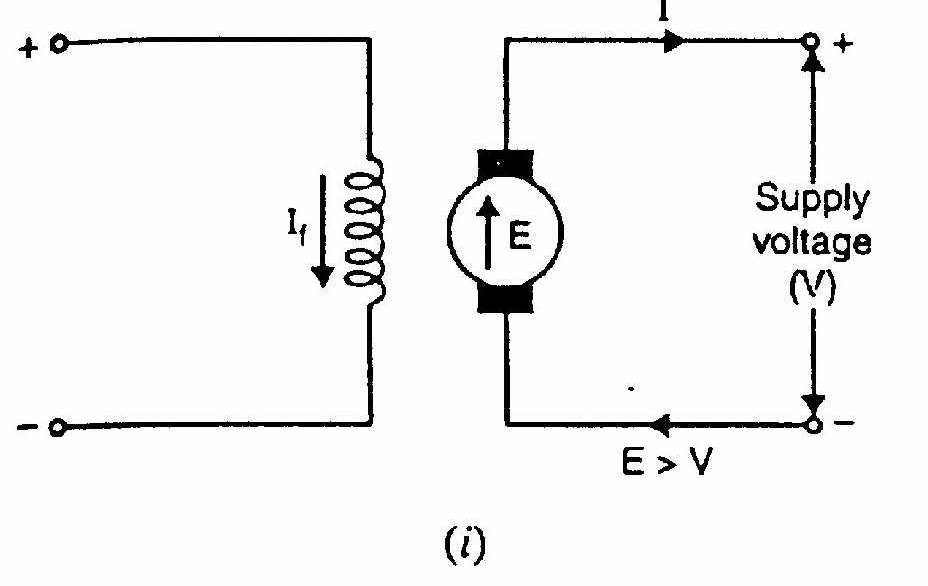 I
+
+
I_f
E
Supply
voltage
(V)
−
−
E > V
(i)